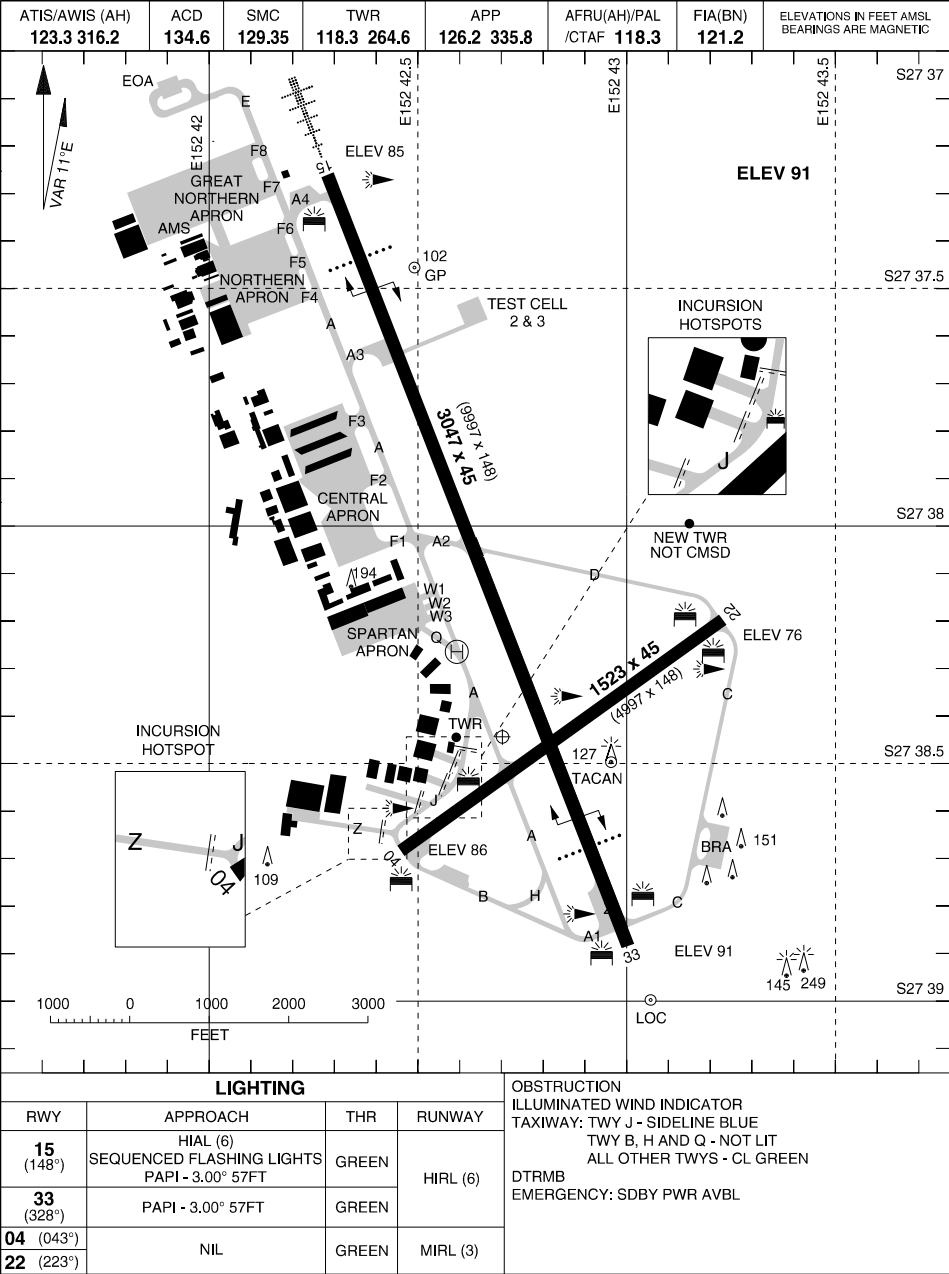 ATIS/AWIS (AH)
123.3 316.2
ACD
134.6
SMC
129.35
TWR
118.3 264.6
APP
126.2 335.8
AFRU(AH)/PAL
/CTAF 118.3
FIA(BN)
121.2
ELEVATIONS IN FEET AMSL
BEARINGS ARE MAGNETIC
E152 42
E152 42.5
E152 43
E152 43.5
S27 37
VAR 11°E
EOA
E
F8
15
ELEV 85
ELEV 91
GREAT
NORTHERN
APRON
F7
A4
AMS
F6
102
GP
F5
NORTHERN
APRON
F4
S27 37.5
TEST CELL
2 & 3
INCURSION
HOTSPOTS
J
A
A3
3047 x 45
(9997 x 148)
F3
A
F2
CENTRAL
APRON
S27 38
NEW TWR
NOT CMSD
F1
A2
D
194
W1
W2
W3
SPARTAN
APRON
Q
H
22
ELEV 76
1523 x 45
(4997 x 148)
C
A
INCURSION
HOTSPOT
TWR
127
TACAN
S27 38.5
Z
J
04
J
Z
04
ELEV 86
A
BRA
151
109
B
H
C
A1
33
ELEV 91
145
249
S27 39
LOC
1000
0
1000
2000
3000
FEET
LIGHTING
RWY
APPROACH
THR
RUNWAY
15
(148°)
HIAL (6)
SEQUENCED FLASHING LIGHTS
PAPI - 3.00° 57FT
GREEN
HIRL (6)
33
(328°)
PAPI - 3.00° 57FT
GREEN
04 (043°)
22 (223°)
NIL
GREEN
MIRL (3)
OBSTRUCTION
ILLUMINATED WIND INDICATOR
TAXIWAY: TWY J - SIDELINE BLUE
TWY B, H AND Q - NOT LIT
ALL OTHER TWYS - CL GREEN
DTRMB
EMERGENCY: SDBY PWR AVBL